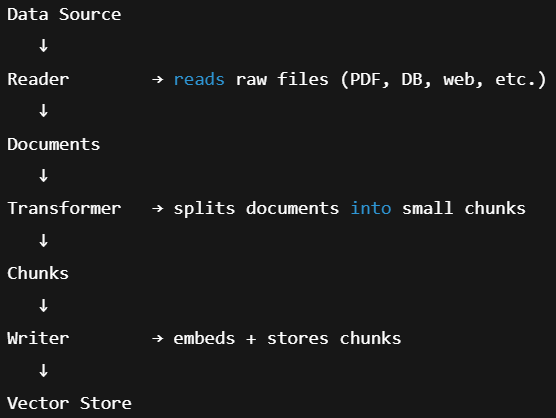 Data Source
↓
Reader → reads raw files (PDF, DB, web, etc.)
↓
Documents
↓
Transformer → splits documents into small chunks
↓
Chunks
↓
Writer → embeds + stores chunks
↓
Vector Store